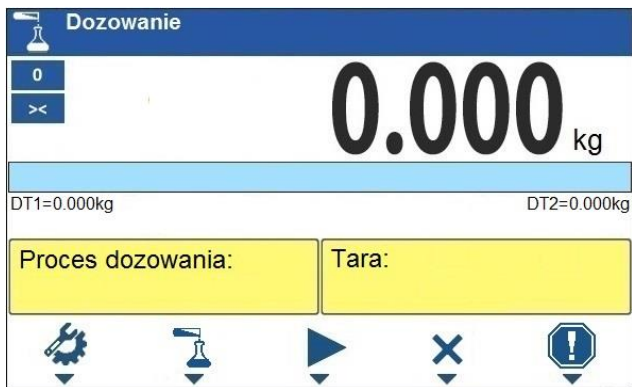 Dozowanie
0
><
0.000 kg
DT1=0.000kg DT2=0.000kg
Proces dozowania: Tara: